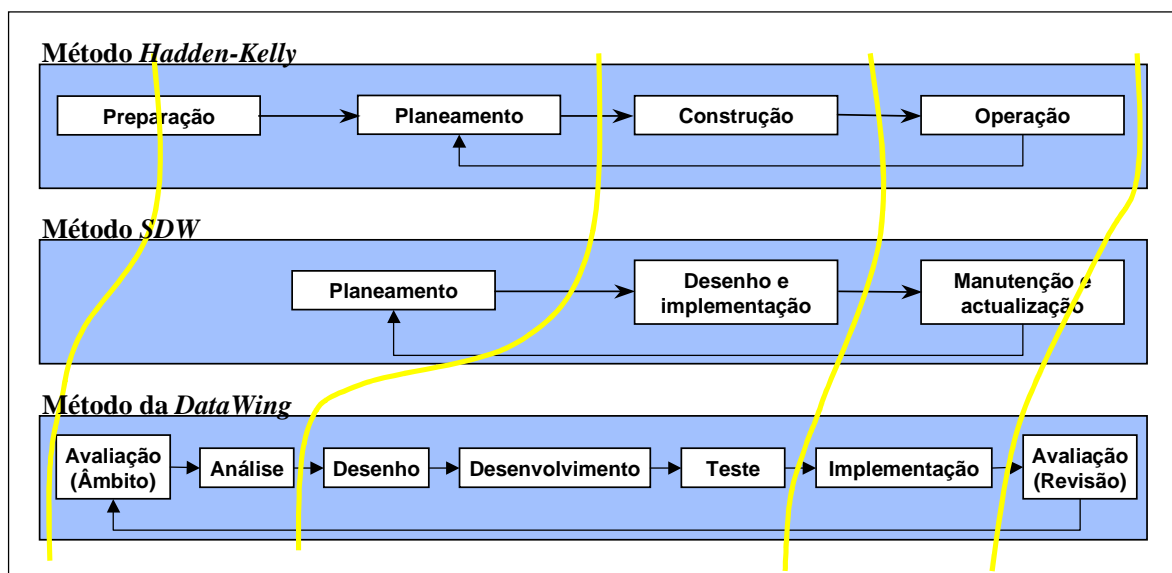 Método Hadden-Kelly
Preparação
Planeamento
Construção
Operação
Método SDW
Planeamento
Desenho e
implementação
Manutenção e
actualização
Método da DataWing
Avaliação
(Âmbito)
Análise
Desenho
Desenvolvimento
Teste
Implementação
Avaliação
(Revisão)